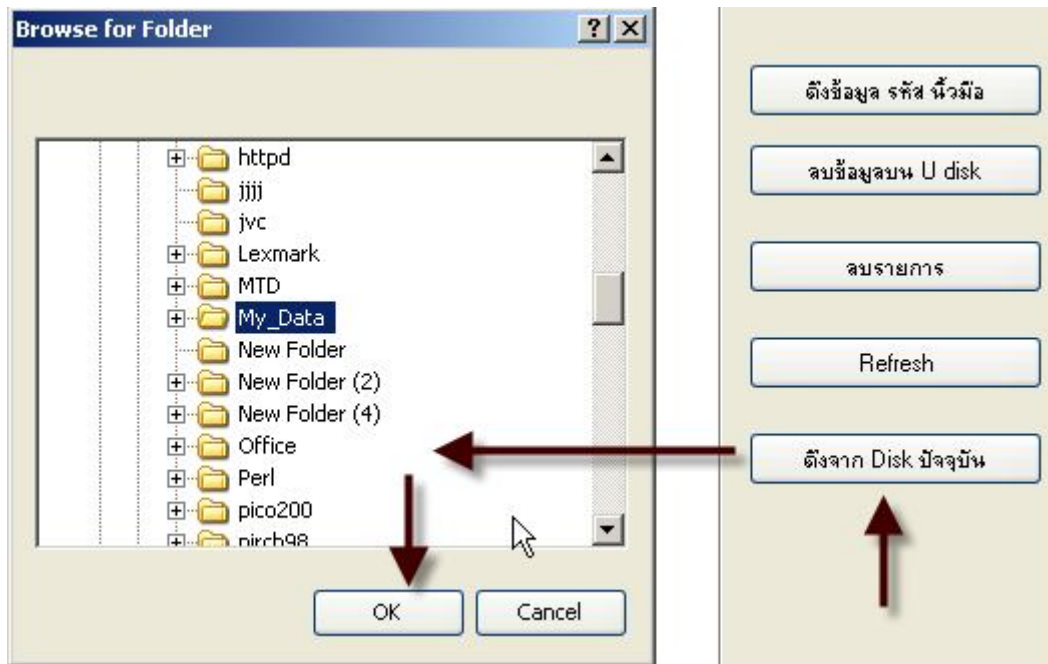 Browse for Folder
httpd
jjjj
jvc
Lexmark
MTD
My_Data
New Folder
New Folder (2)
New Folder (4)
Office
Perl
pico200
pirch98
OK
Cancel
ดึงข้อมูล รหัส นิ้วมือ
ลบข้อมูลบน U disk
ลบรายการ
Refresh
ดึงจาก Disk ปัจจุบัน